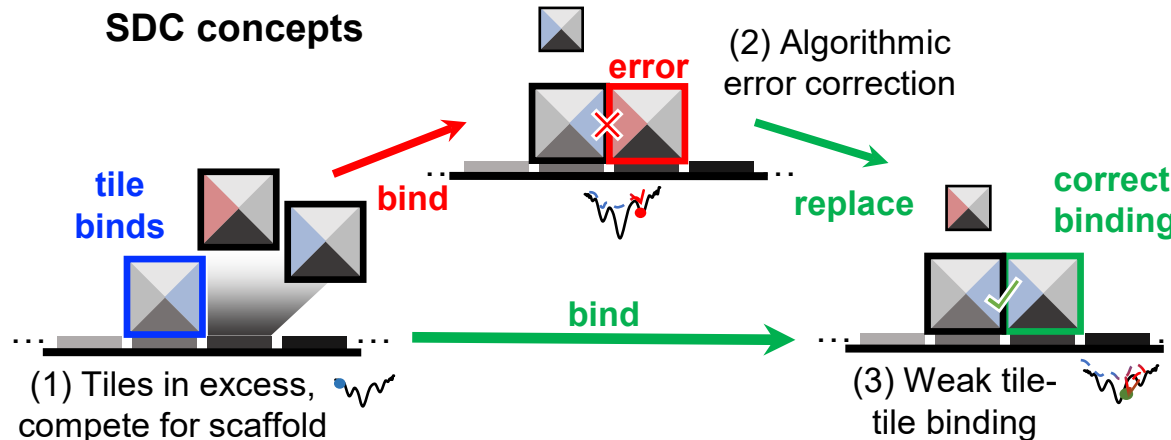 SDC concepts
(2) Algorithmic
error correction
error
tile
binds
bind
replace
correct
binding
bind
(1) Tiles in excess,
compete for scaffold
(3) Weak tile-
tile binding